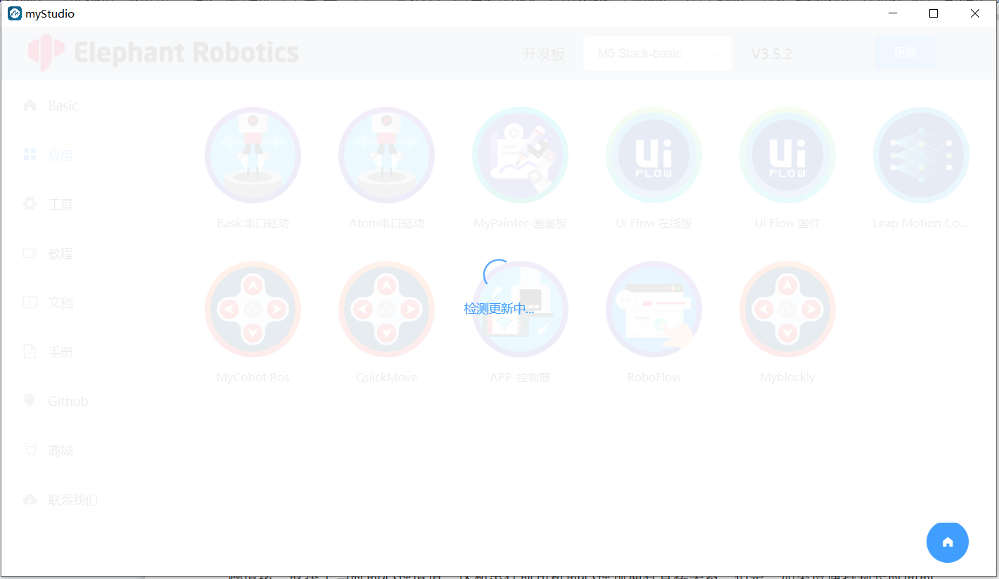 myStudio
Elephant Robotics
开发板
M5 Stack-basic
V3.5.2
更新
Basic
应用
工具
教程
文档
手册
Github
商城
联系我们
Ui FLOW
Ui FLOW
Basic串口驱动
Atom串口驱动
MyPainter-画画板
Ui Flow 在线版
Ui Flow 固件
Leap Motion Co...
检测更新中...
MyCobot Ros
QuickMove
APP-控制器
RoboFlow
Myblockly